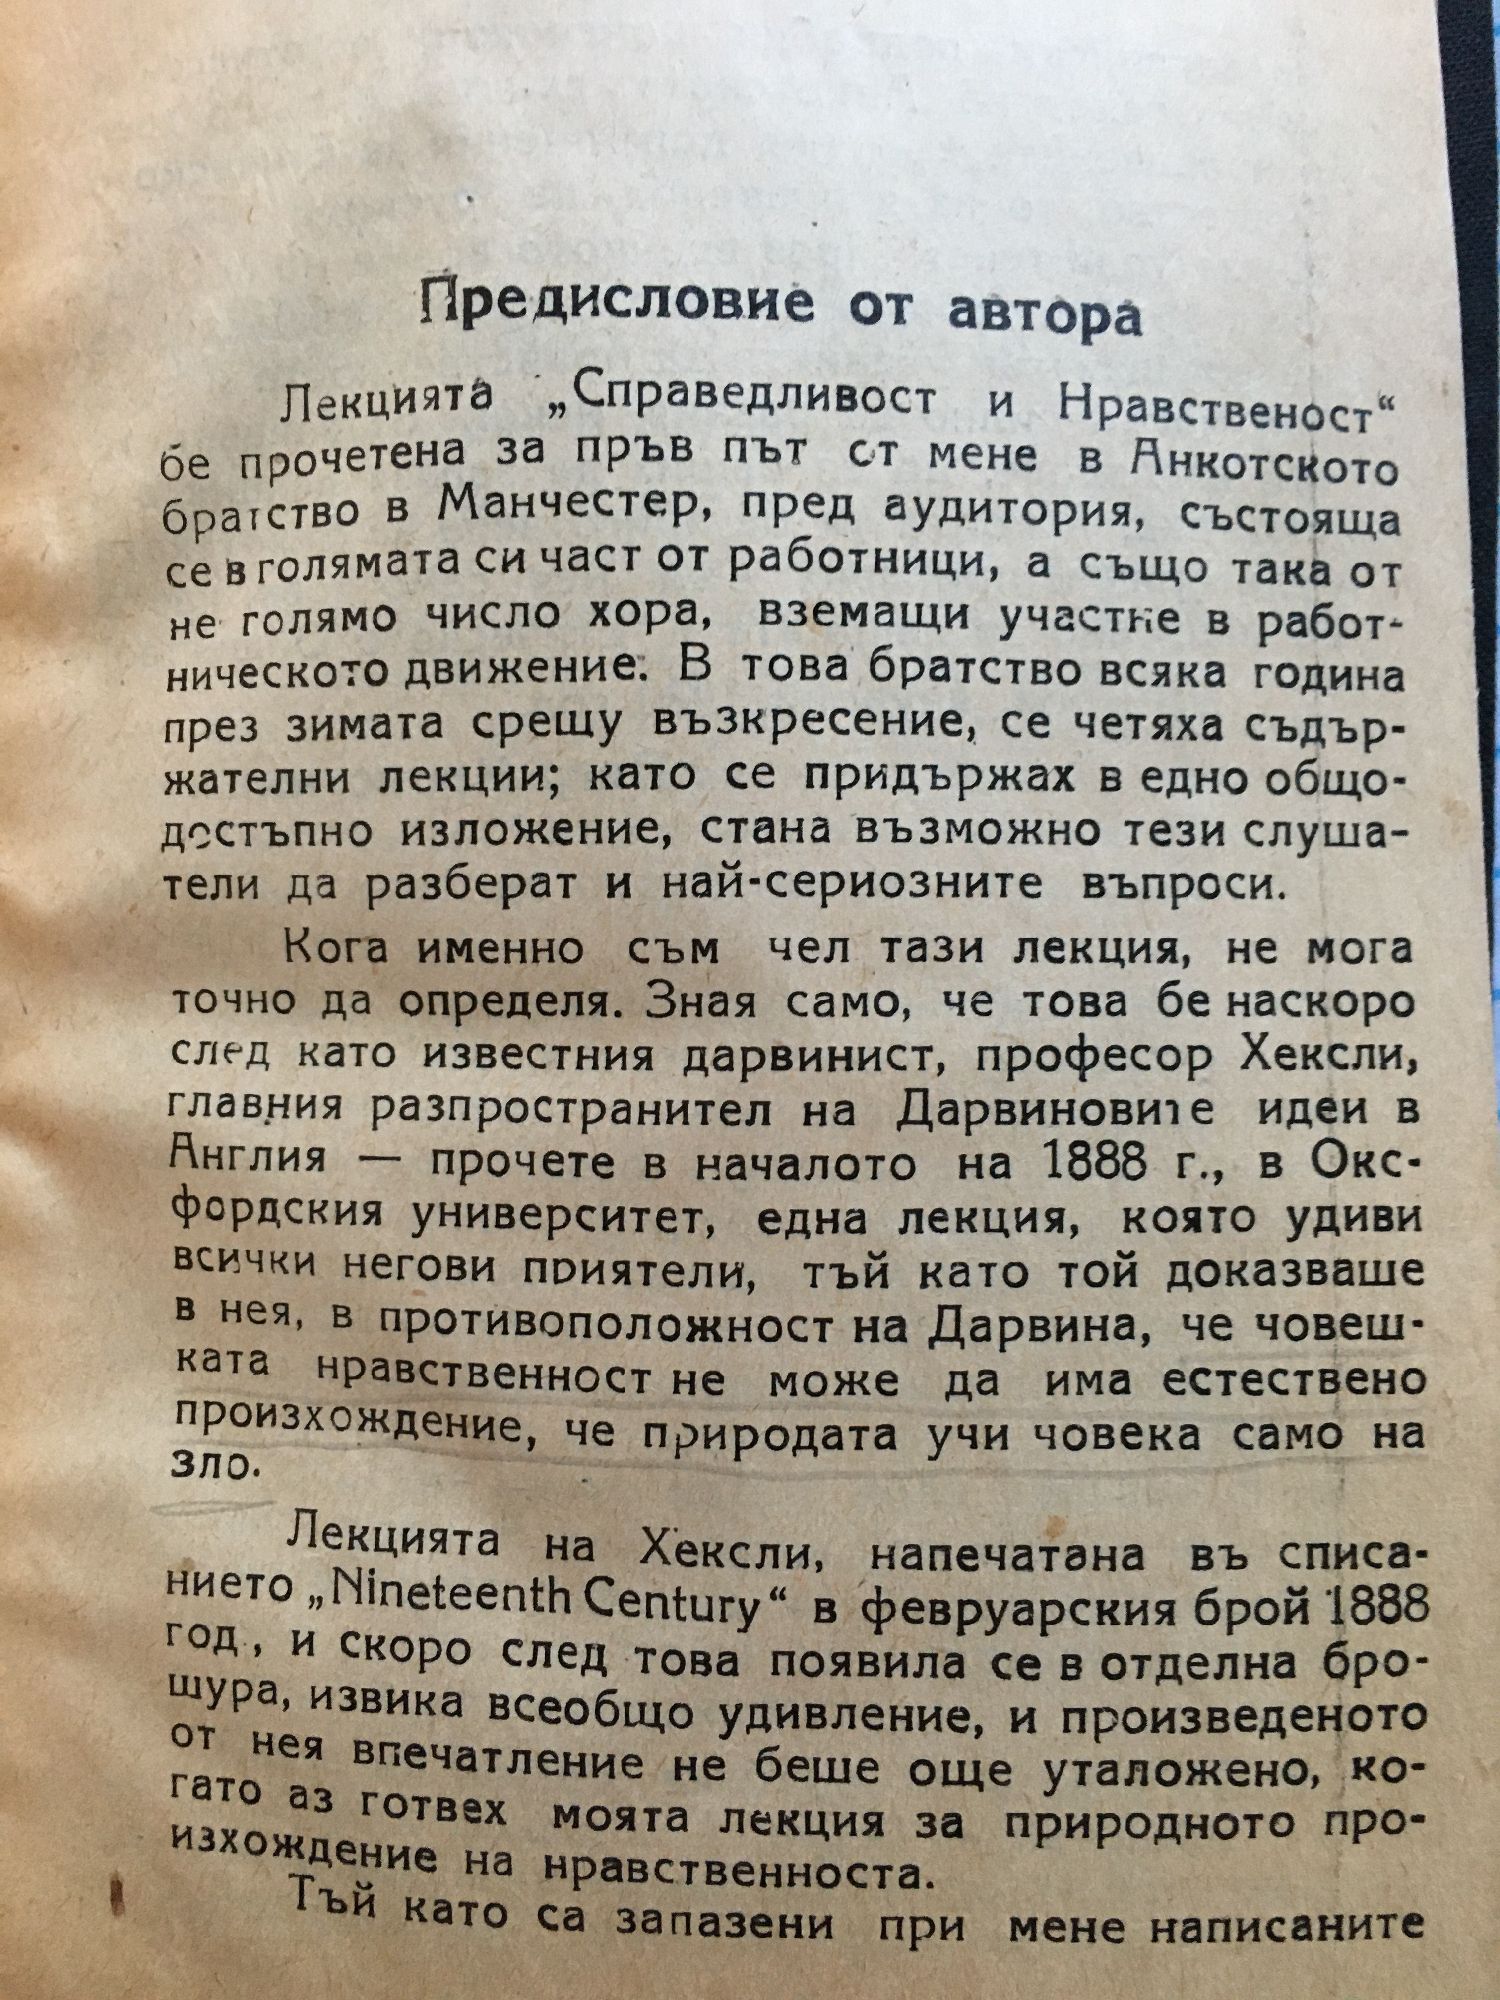 Предисловие от автора
Лекцията „Справедливост и Нравственост“
бе прочетена за пръв път от мене в Анкотското
братство в Манчестер, пред аудитория, състояща
се в голямата си част от работници, а също така от
не голямо число хора, вземащи участие в работ-
ническото движение. В това братство всяка година
през зимата срещу възкресение, се четяха съдър-
жателни лекции; като се придържах в едно общо-
достъпно изложение, стана възможно тези слуша-
тели да разберат и най-сериозните въпроси.
Кога именно съм чел тази лекция, не мога
точно да определя. Зная само, че това бе наскоро
след като известния дарвинист, професор Хексли,
главния разпространител на Дарвиновите идеи в
Англия — прочете в началото на 1888 г., в Окс-
фордския университет, една лекция, която удиви
всички негови приятели, тъй като той доказваше
в нея, в противоположност на Дарвина, че човеш-
ката нравственност не може да има естествено
произхождение, че природата учи човека само на
зло.
Лекцията на Хексли, напечатана въ списа-
нието „Nineteenth Century“ в февруарския брой 1888
год., и скоро след това появила се в отделна бро-
шура, извика всеобщо удивление, и произведеното
от нея впечатление не беше още уталожено, ко-
гато аз готвех моята лекция за природното про-
изхождение на нравственноста.
Тъй като са запазени при мене написаните